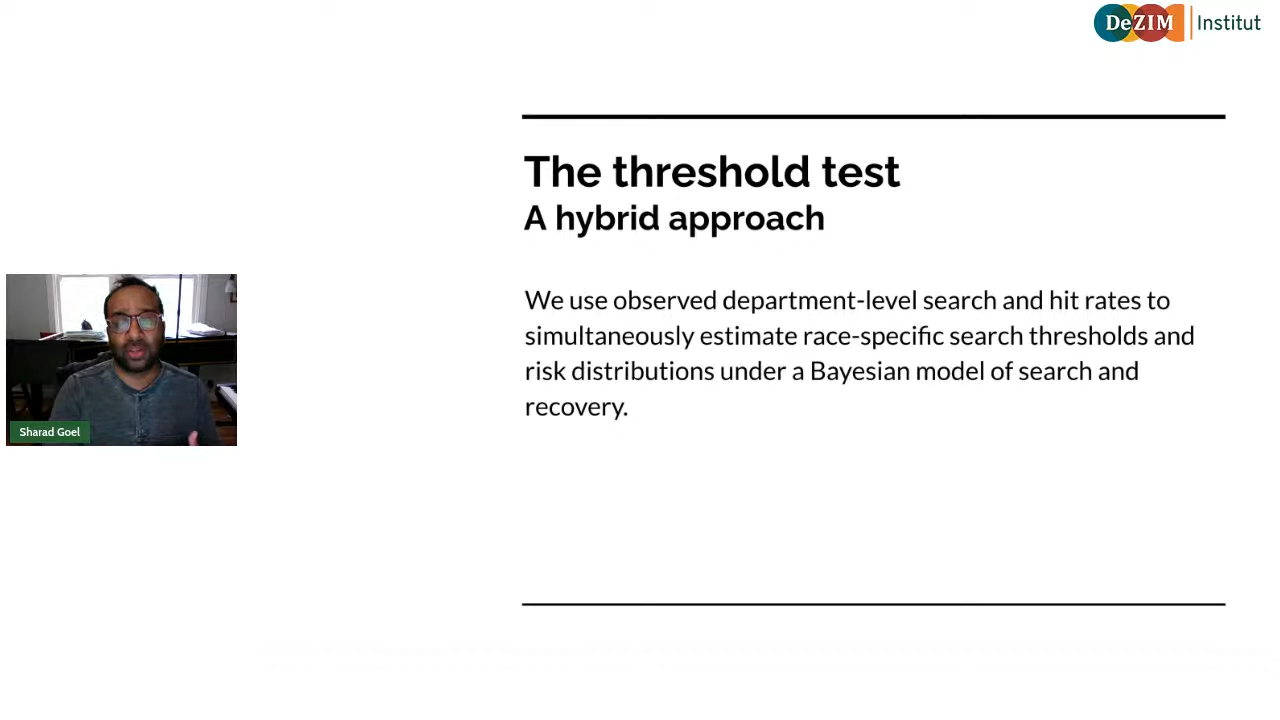 DeZIM Institut
The threshold test
A hybrid approach
We use observed department-level search and hit rates to
simultaneously estimate race-specific search thresholds and
risk distributions under a Bayesian model of search and
recovery.
Sharad Goel